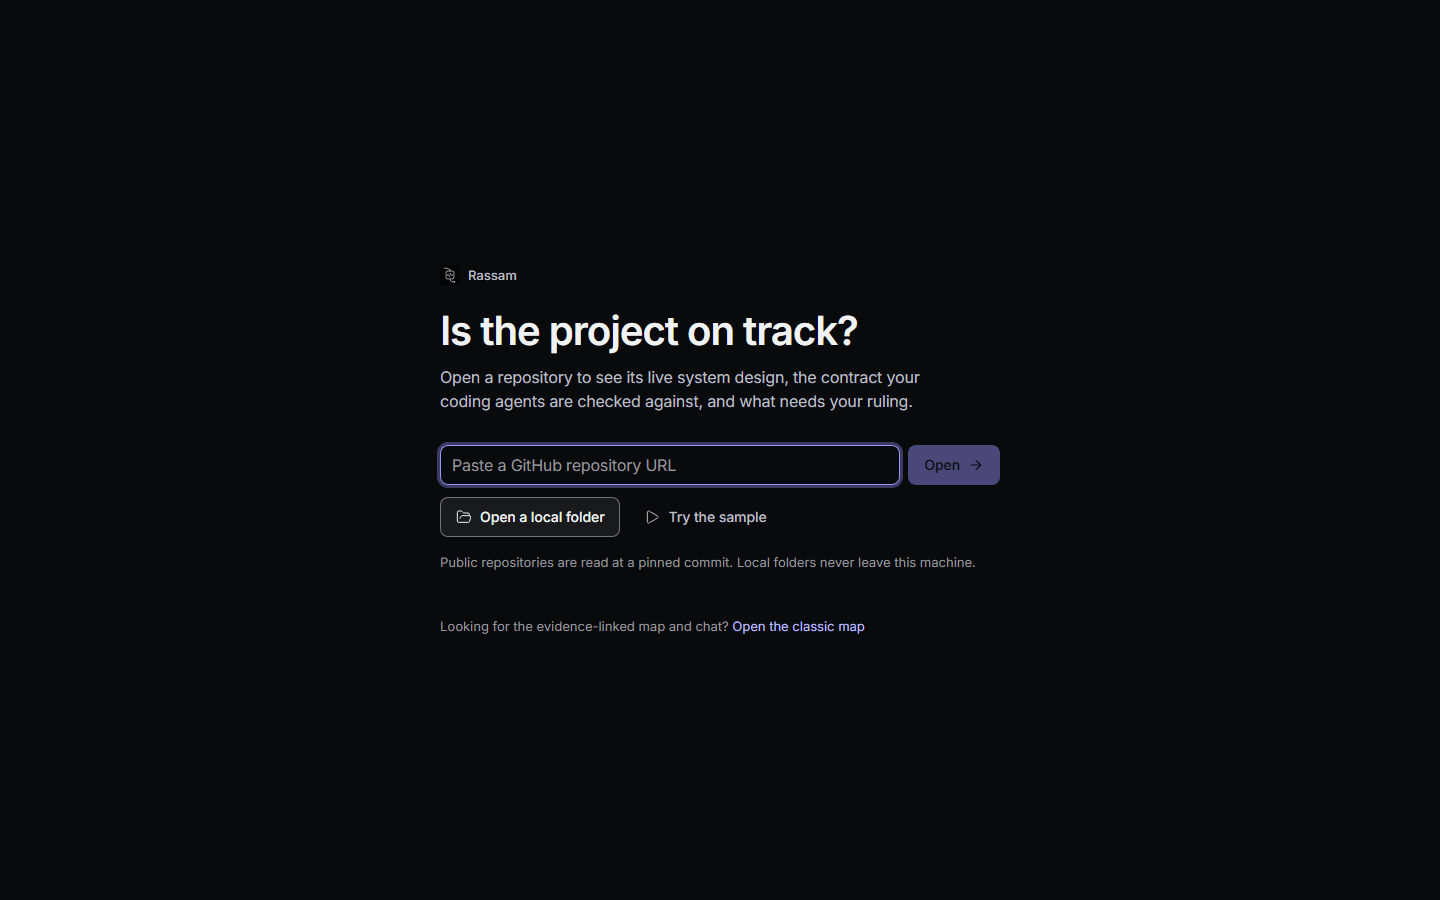 Rassam
Is the project on track?
Open a repository to see its live system design, the contract your
coding agents are checked against, and what needs your ruling.
Paste a GitHub repository URL
Open
Open a local folder
Try the sample
Public repositories are read at a pinned commit. Local folders never leave this machine.
Looking for the evidence-linked map and chat? Open the classic map